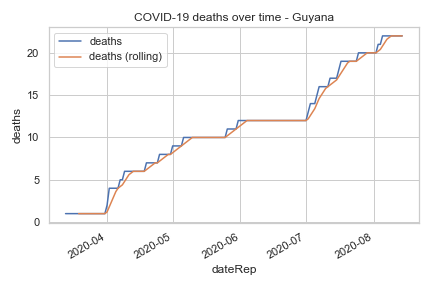 COVID-19 deaths over time - Guyana
deaths
deaths (rolling)
deaths
20
15
10
5
0
2020-04
2020-05
2020-06
2020-07
2020-08
dateRep